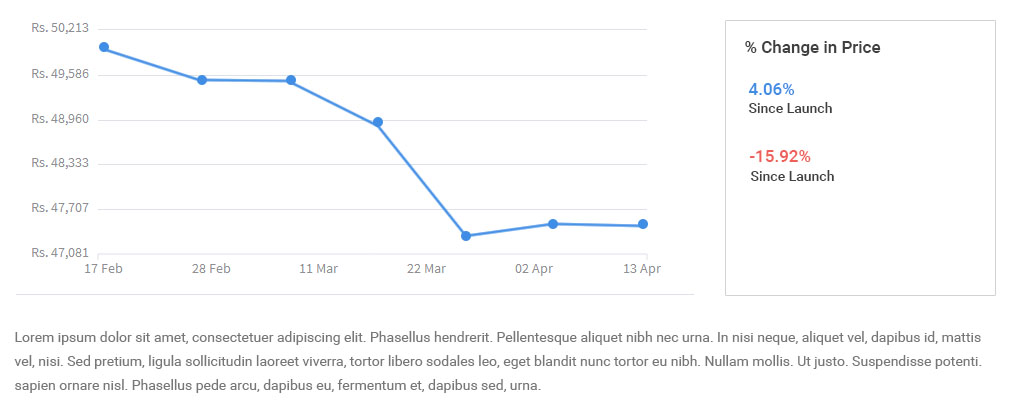 Rs. 50,213
Rs. 49,586
Rs. 48,960
Rs. 48,333
Rs. 47,707
Rs. 47,081
17 Feb 28 Feb 11 Mar 22 Mar 02 Apr 13 Apr
% Change in Price
4.06%
Since Launch
-15.92%
Since Launch
Lorem ipsum dolor sit amet, consectetuer adipiscing elit. Phasellus hendrerit. Pellentesque aliquet nibh nec urna. In nisi neque, aliquet vel, dapibus id, mattis
vel, nisi. Sed pretium, ligula sollicitudin laoreet viverra, tortor libero sodales leo, eget blandit nunc tortor eu nibh. Nullam mollis. Ut justo. Suspendisse potenti.
sapien ornare nisl. Phasellus pede arcu, dapibus eu, fermentum et, dapibus sed, urna.